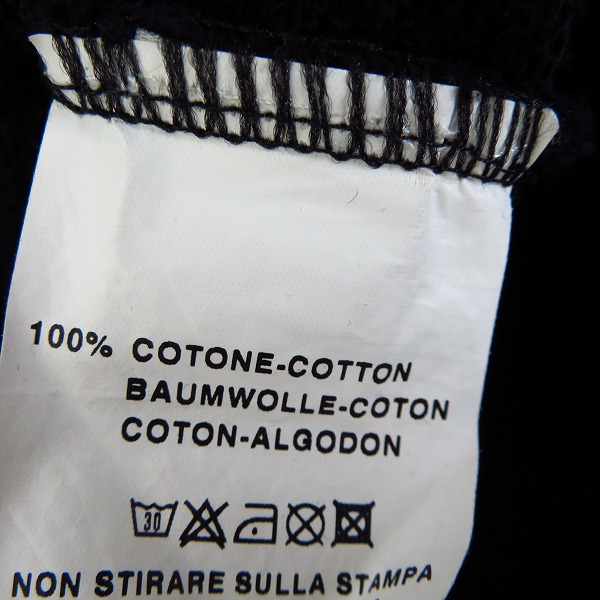 100% COTONE-COTTON
BAUMWOLLE-COTON
COTON-ALGODON
30
NON STIRARE SULLA STAMPA